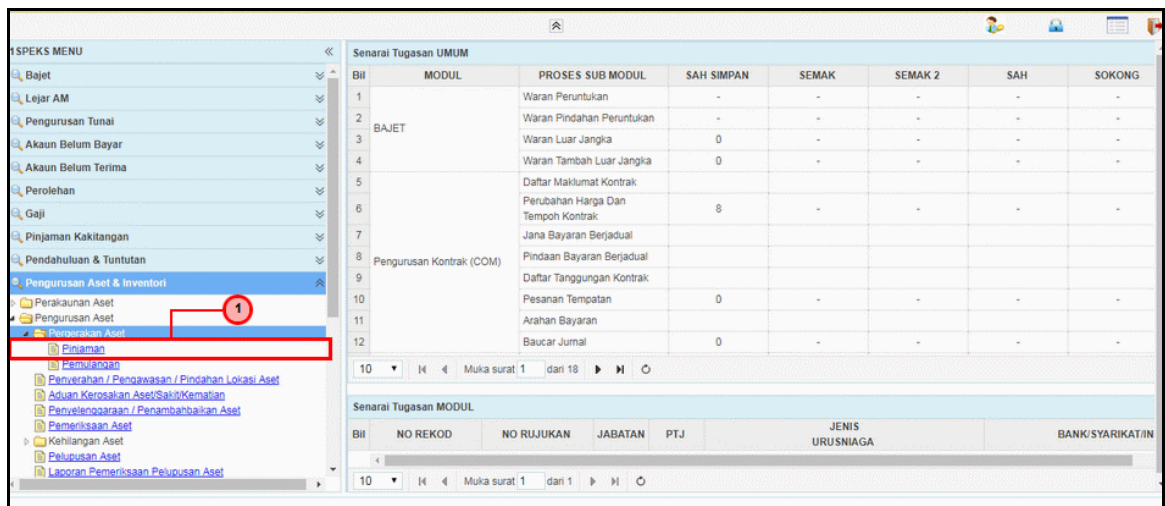 1SPEKS MENU
Bajet
Lejar AM
Pengurusan Tunai
Akaun Belum Bayar
Akaun Belum Terima
Perolehan
Gaji
Pinjaman Kakitangan
Pendahuluan & Tuntutan
Pengurusan Aset & Inventori
Perakaunan Aset
Pengurusan Aset
1
Pergerakan Aset
Pinjaman
Pemulangan
Penyerahan / Pengawasan / Pindahan Lokasi Aset
Aduan Kerosakan Aset/Sakit/Kematian
Penyelenggaraan / Penambahbaikan Aset
Pemeriksaan Aset
Kehilangan Aset
Pelupusan Aset
Laporan Pemeriksaan Pelupusan Aset
Senarai Tugasan UMUM
Bil MODUL PROSES SUB MODUL SAH SIMPAN SEMAK SEMAK 2 SAH SOKONG
1 Waran Peruntukan - - - - -
2 Waran Pindahan Peruntukan - - - - -
BAJET
3 Waran Luar Jangka 0 - - - -
4 Waran Tambah Luar Jangka 0 - - - -
5 Daftar Maklumat Kontrak
6 Perubahan Harga Dan Tempoh Kontrak 8 - - - -
7 Jana Bayaran Berjadual
8 Pindaan Bayaran Berjadual
Pengurusan Kontrak (COM)
9 Daftar Tanggungan Kontrak
10 Pesanan Tempatan 0 - - - -
11 Arahan Bayaran
12 Baucar Jurnal 0 - - - -
10 Muka surat 1 dari 18
Senarai Tugasan MODUL
Bil NO REKOD NO RUJUKAN JABATAN PTJ JENIS URUSNIAGA BANK/SYARIKAT/IN
10 Muka surat 1 dari 1